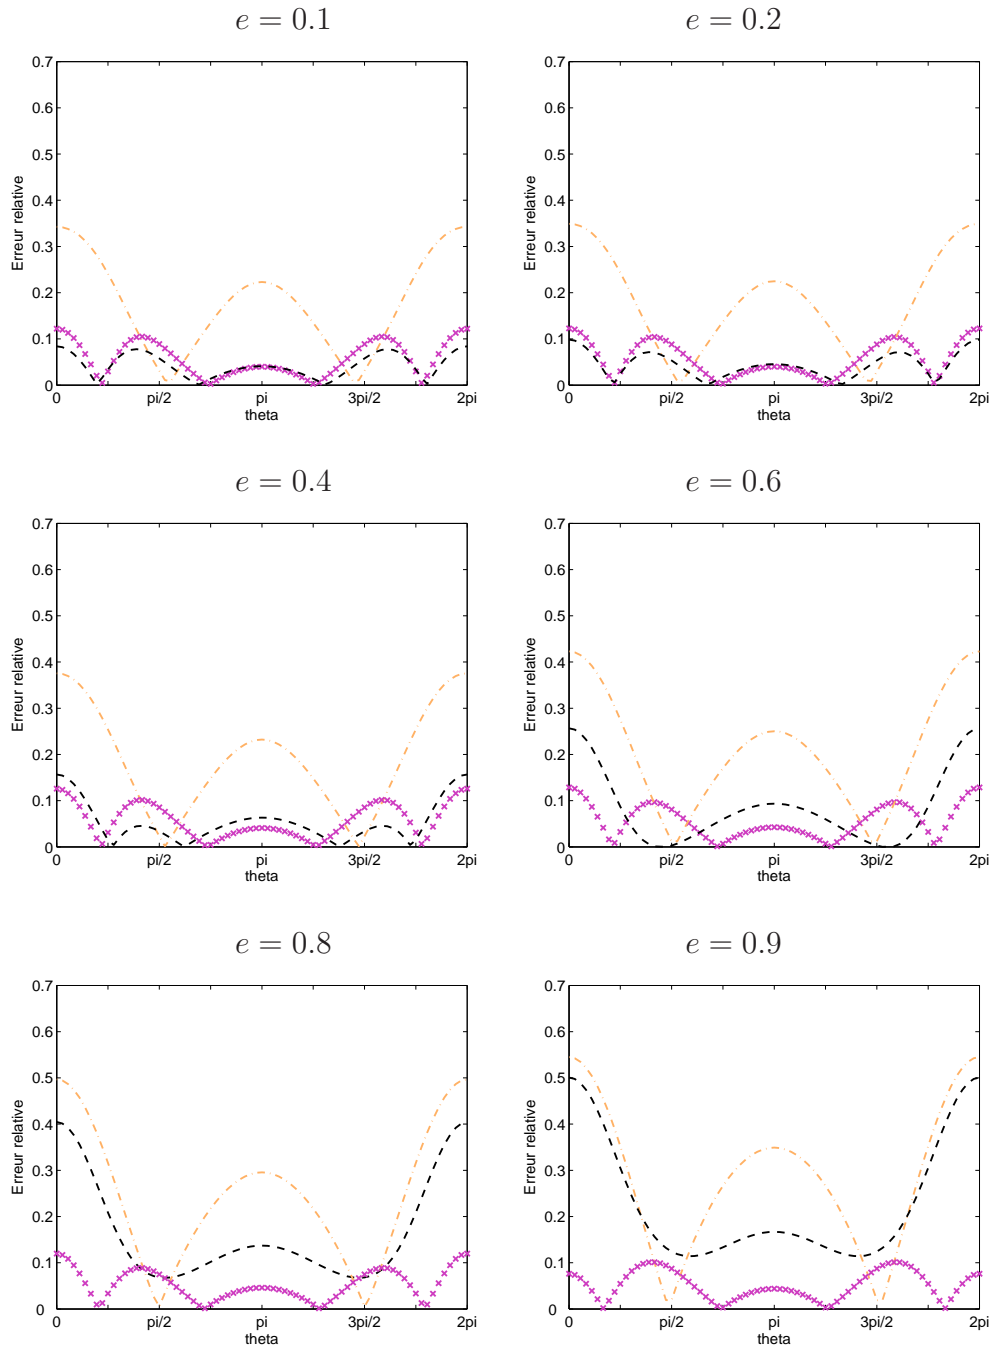 e = 0.1
e = 0.2
0.7
0.6
0.5
0.4
0.3
0.2
0.1
0
Erreur relative
0
pi/2
pi
3pi/2
2pi
theta
0.7
0.6
0.5
0.4
0.3
0.2
0.1
0
Erreur relative
0
pi/2
pi
3pi/2
2pi
theta
e = 0.4
e = 0.6
0.7
0.6
0.5
0.4
0.3
0.2
0.1
0
Erreur relative
0
pi/2
pi
3pi/2
2pi
theta
0.7
0.6
0.5
0.4
0.3
0.2
0.1
0
Erreur relative
0
pi/2
pi
3pi/2
2pi
theta
e = 0.8
e = 0.9
0.7
0.6
0.5
0.4
0.3
0.2
0.1
0
Erreur relative
0
pi/2
pi
3pi/2
2pi
theta
0.7
0.6
0.5
0.4
0.3
0.2
0.1
0
Erreur relative
0
pi/2
pi
3pi/2
2pi
theta